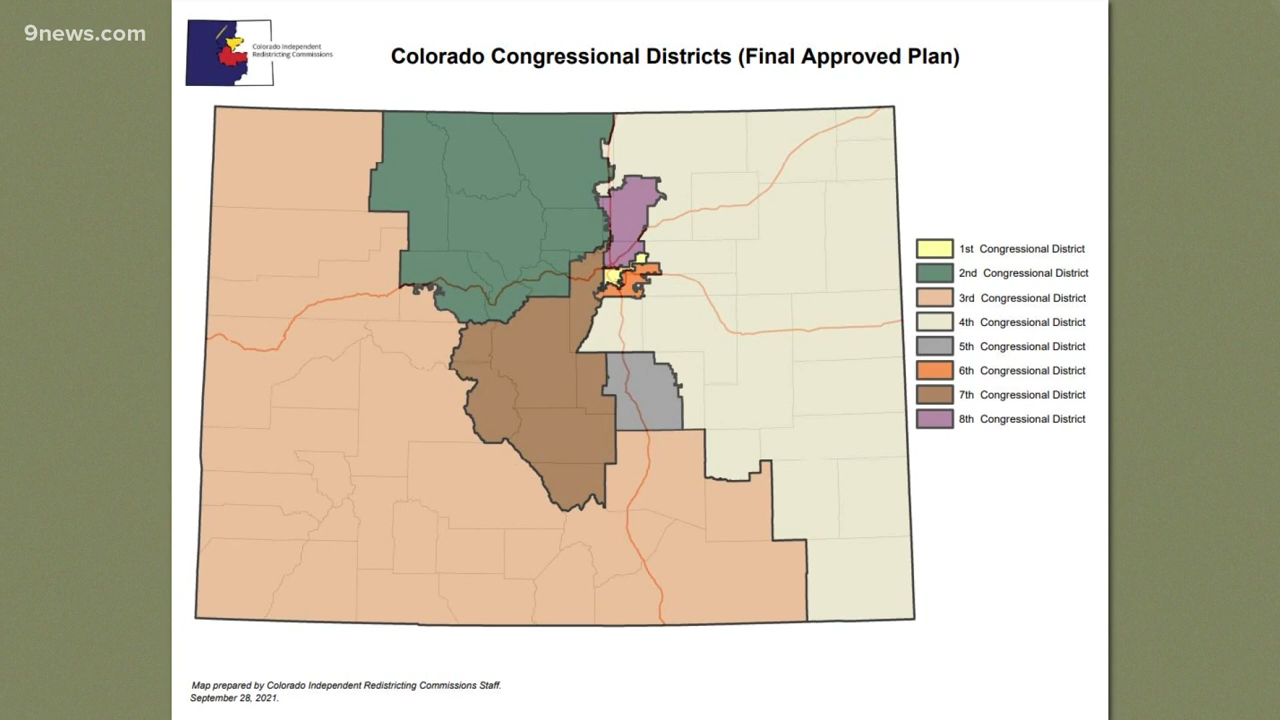 9news.com
Colorado Independent
Redistricting Commissions
Colorado Congressional Districts (Final Approved Plan)
1st Congressional District
2nd Congressional District
3rd Congressional District
4th Congressional District
5th Congressional District
6th Congressional District
7th Congressional District
8th Congressional District
Map prepared by Colorado Independent Redistricting Commissions Staff.
September 28, 2021.